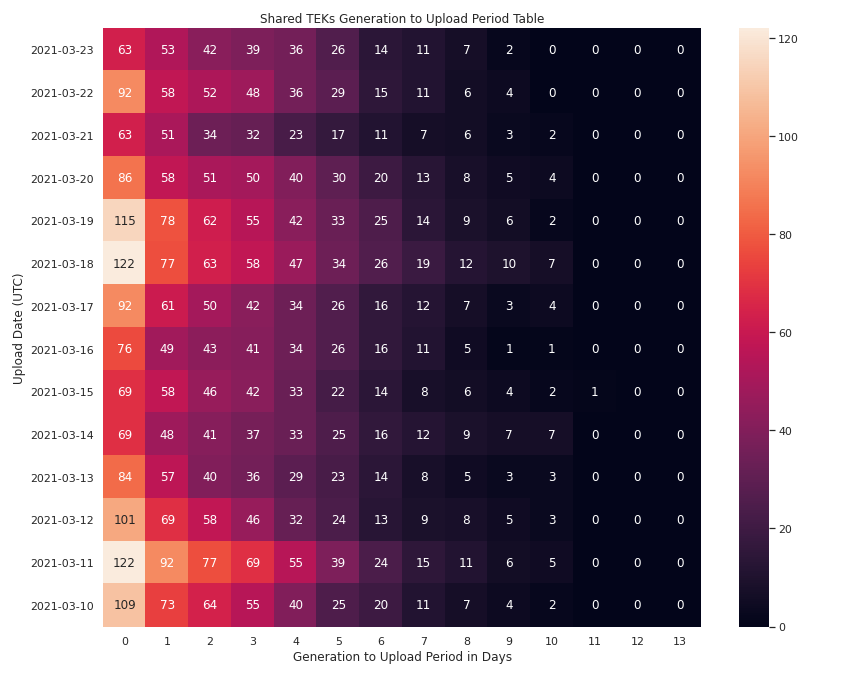 Shared TEKs Generation to Upload Period Table
Upload Date (UTC)
2021-03-23 63 53 42 39 36 26 14 11 7 2 0 0 0 0
2021-03-22 92 58 52 48 36 29 15 11 6 4 0 0 0 0
2021-03-21 63 51 34 32 23 17 11 7 6 3 2 0 0 0
2021-03-20 86 58 51 50 40 30 20 13 8 5 4 0 0 0
2021-03-19 115 78 62 55 42 33 25 14 9 6 2 0 0 0
2021-03-18 122 77 63 58 47 34 26 19 12 10 7 0 0 0
2021-03-17 92 61 50 42 34 26 16 12 7 3 4 0 0 0
2021-03-16 76 49 43 41 34 26 16 11 5 1 1 0 0 0
2021-03-15 69 58 46 42 33 22 14 8 6 4 2 1 0 0
2021-03-14 69 48 41 37 33 25 16 12 9 7 7 0 0 0
2021-03-13 84 57 40 36 29 23 14 8 5 3 3 0 0 0
2021-03-12 101 69 58 46 32 24 13 9 8 5 3 0 0 0
2021-03-11 122 92 77 69 55 39 24 15 11 6 5 0 0 0
2021-03-10 109 73 64 55 40 25 20 11 7 4 2 0 0 0
0 1 2 3 4 5 6 7 8 9 10 11 12 13
Generation to Upload Period in Days
120
100
80
60
40
20
0